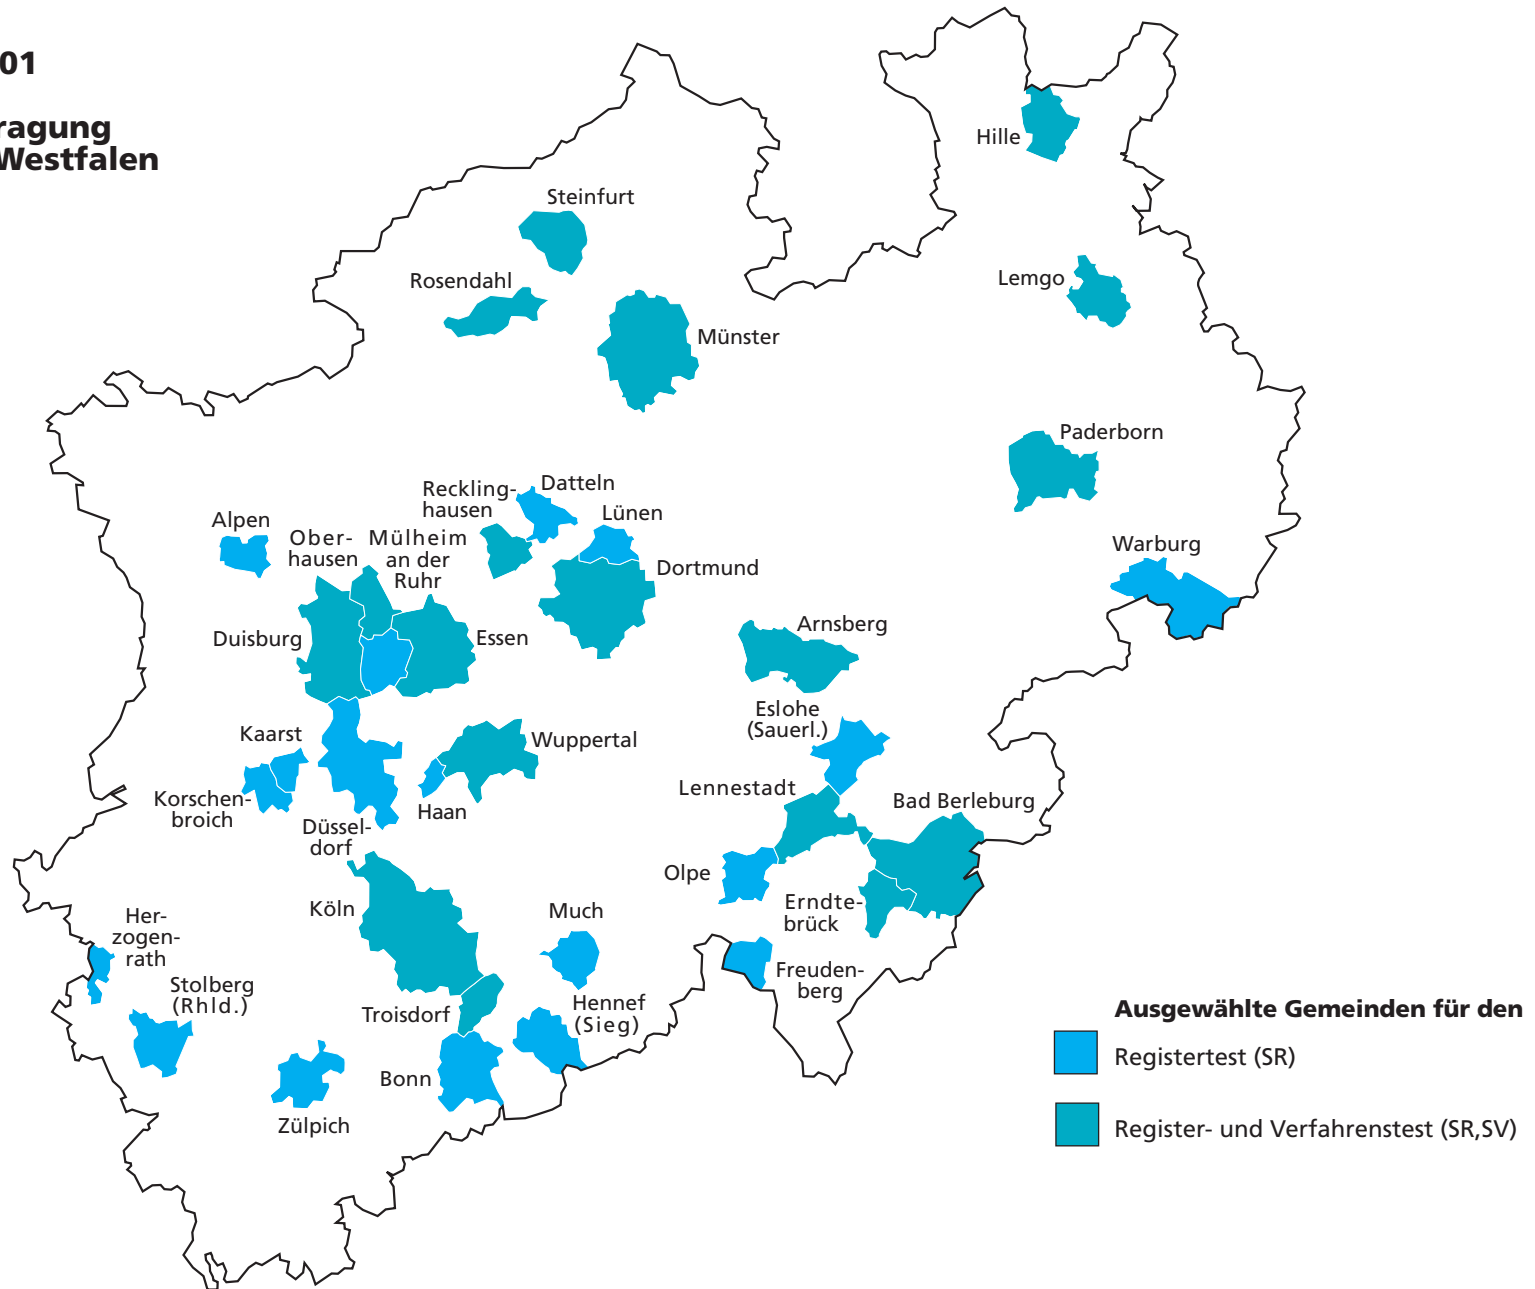 01
ragung
Westfalen
Hille
Steinfurt
Rosendahl
Lemgo
Münster
Paderborn
Reckling-
hausen
Datteln
Lünen
Alpen
Ober-
hausen
Mülheim
an der
Ruhr
Warburg
Dortmund
Duisburg
Essen
Arnsberg
Eslohe
(Sauerl.)
Kaarst
Wuppertal
Lennestadt
Bad Berleburg
Korschen-
broich
Haan
Düssel-
dorf
Olpe
Köln
Much
Erndte-
brück
Her-
zogen-
rath
Freuden-
berg
Stolberg
(Rhld.)
Troisdorf
Hennef
(Sieg)
Bonn
Zülpich
Ausgewählte Gemeinden für den
Registertest (SR)
Register- und Verfahrenstest (SR,SV)